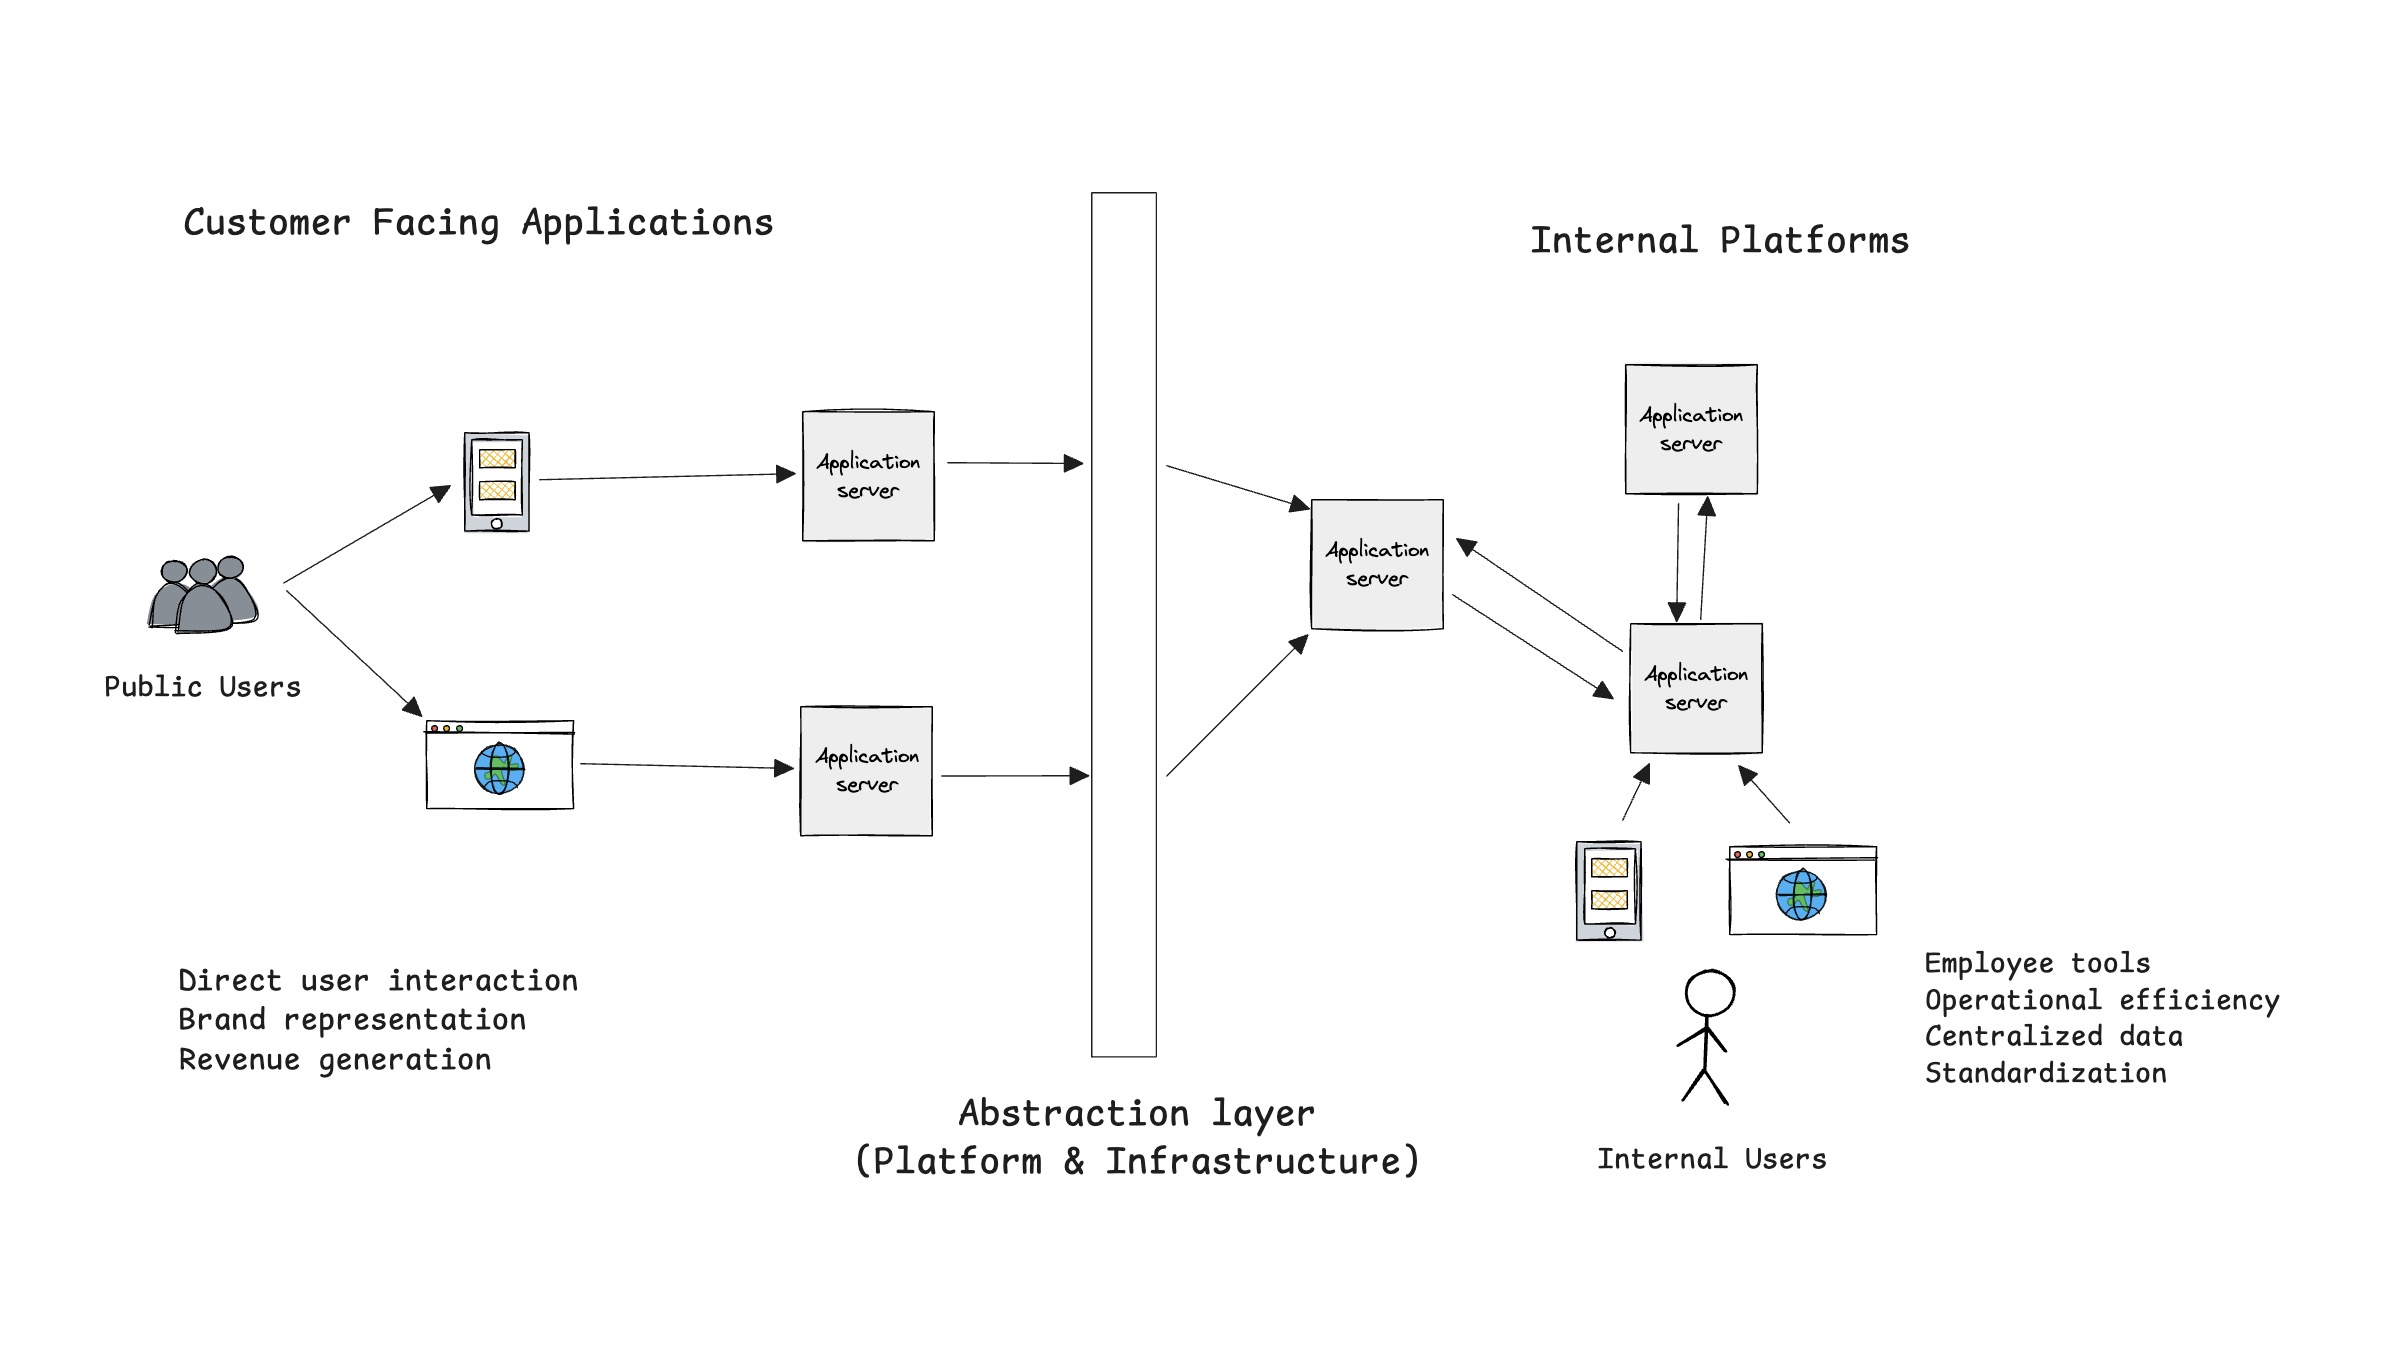 Customer Facing Applications
Internal Platforms
Application
server
Application
server
Application
server
Public Users
Application
server
Application
server
Direct user interaction
Brand representation
Revenue generation
Employee tools
Operational efficiency
Centralized data
Standardization
Abstraction layer
(Platform & Infrastructure)
Internal Users